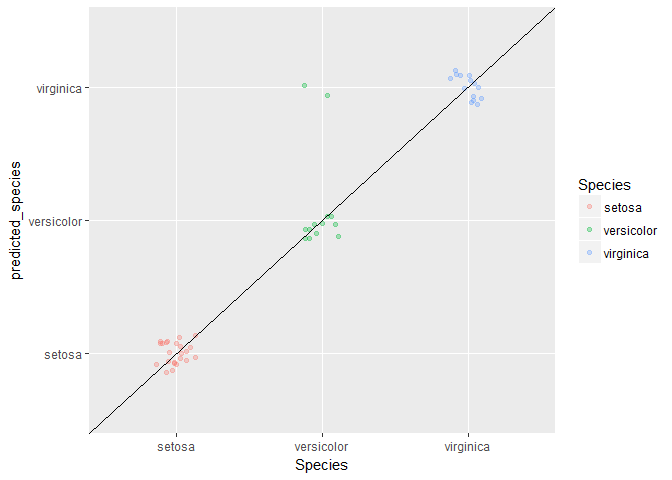 virginica
versicolor
setosa
predicted_species
setosa versicolor virginica
Species
Species
setosa
versicolor
virginica